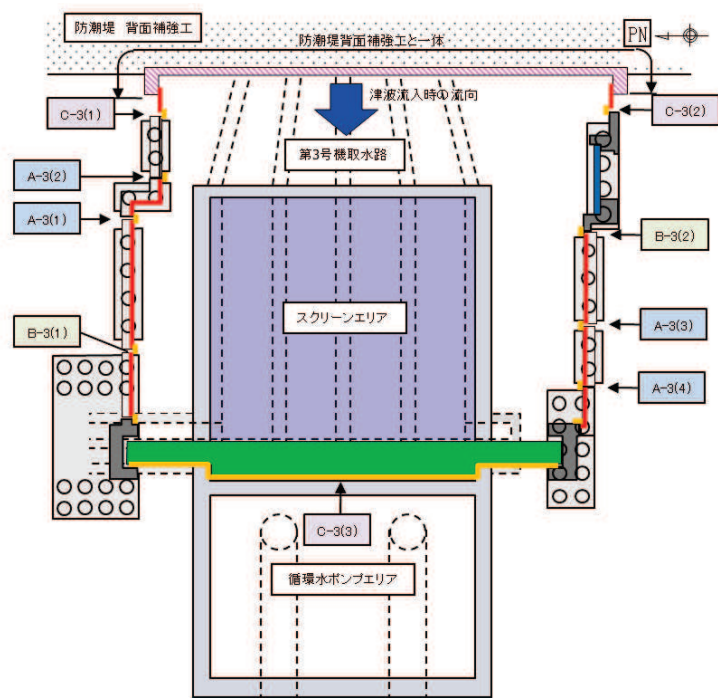 防潮堤 背面補強工
防潮堤背面補強工と一体
PN
津波流入時の流向
C-3(1)
C-3(2)
第3号機取水路
A-3(2)
A-3(1)
B-3(2)
スクリーンエリア
B-3(1)
A-3(3)
A-3(4)
C-3(3)
循環水ポンプエリア